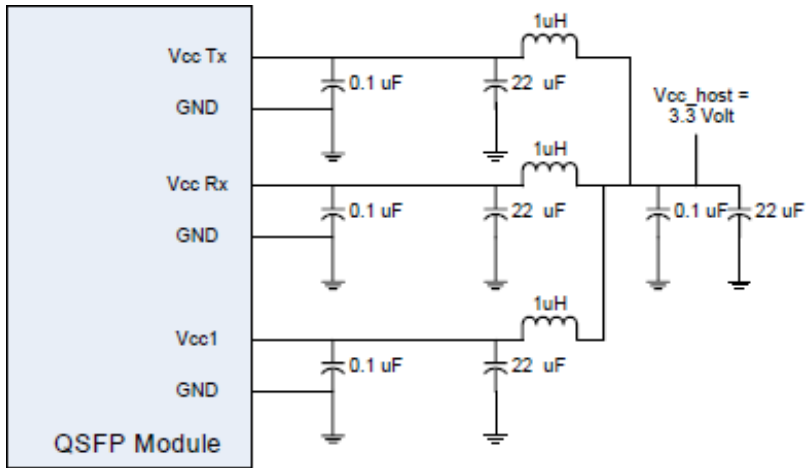 1uH
Vcc Tx
0.1 uF
22 uF
GND
Vcc_host =
3.3 Volt
1uH
Vcc Rx
0.1 uF
22 uF
0.1 uF
22 uF
GND
1uH
Vcc1
0.1 uF
22 uF
GND
QSFP Module